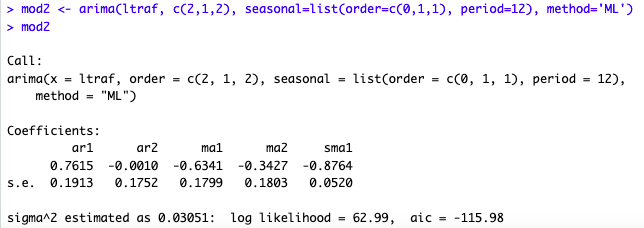 > mod2 <- arima(ltraf, c(2,1,2), seasonal=list(order=c(0,1,1), period=12), method='ML')
> mod2
Call:
arima(x = ltraf, order = c(2, 1, 2), seasonal = list(order = c(0, 1, 1), period = 12),
    method = "ML")
Coefficients:
         ar1      ar2      ma1      ma2     sma1
      0.7615  -0.0010  -0.6341  -0.3427  -0.8764
s.e.  0.1913   0.1752   0.1799   0.1803   0.0520
sigma^2 estimated as 0.03051:  log likelihood = 62.99,  aic = -115.98